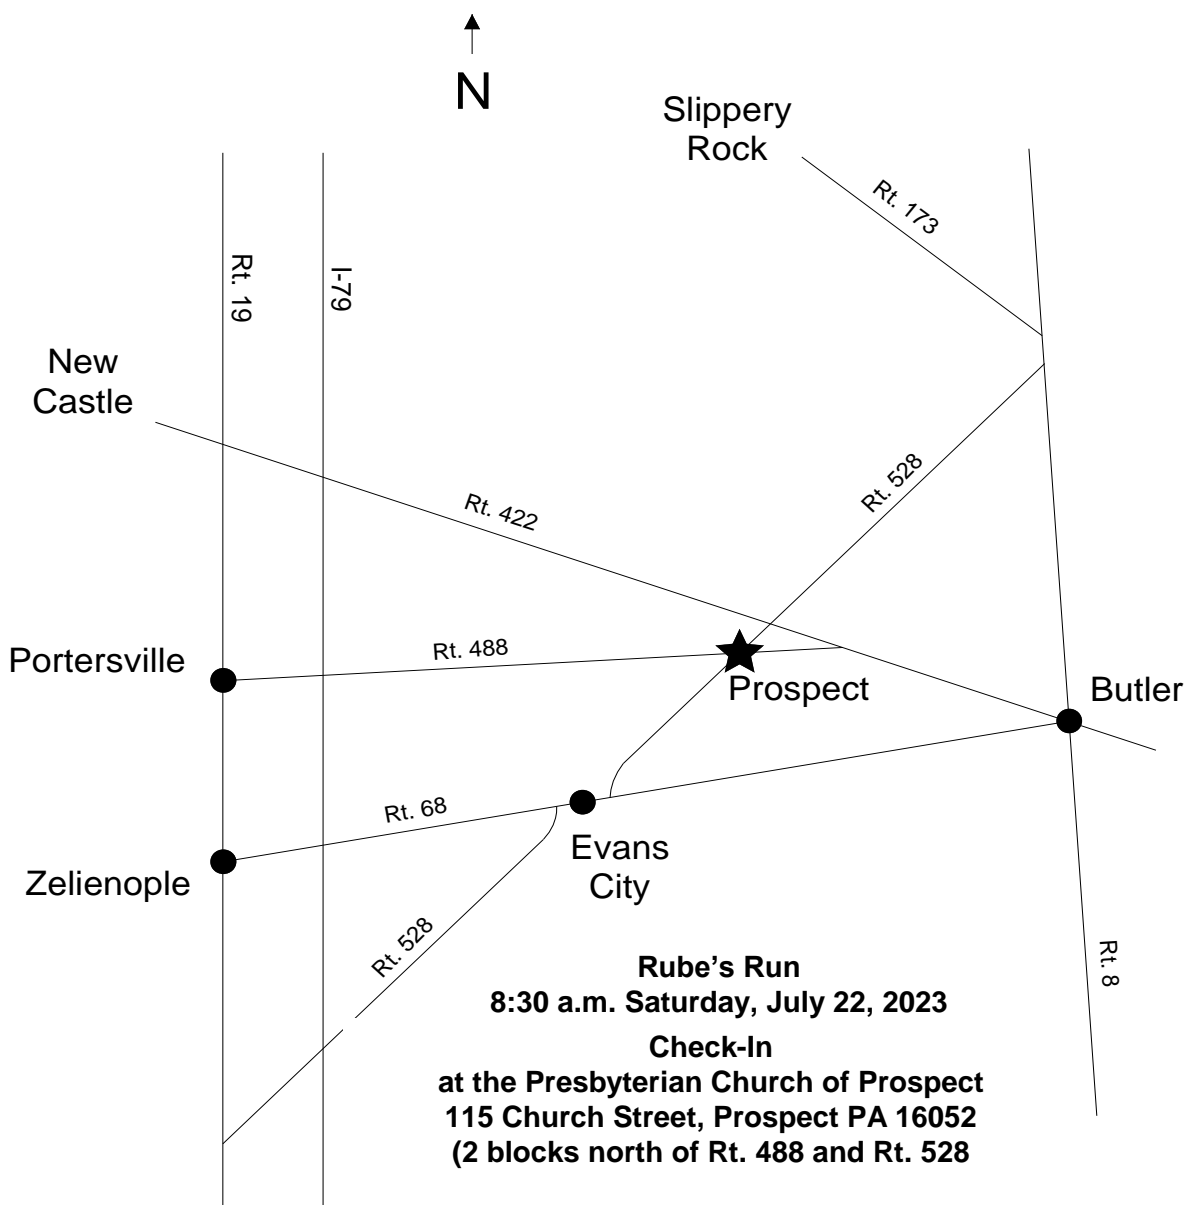 N
Slippery
Rock
Rt. 173
Rt. 19
I-79
New
Castle
Rt. 422
Rt. 528
Rt. 488
Portersville
Prospect
Butler
Rt. 68
Evans
City
Zelienople
Rt. 528
Rt. 8
Rube’s Run
8:30 a.m. Saturday, July 22, 2023
Check-In
at the Presbyterian Church of Prospect
115 Church Street, Prospect PA 16052
(2 blocks north of Rt. 488 and Rt. 528